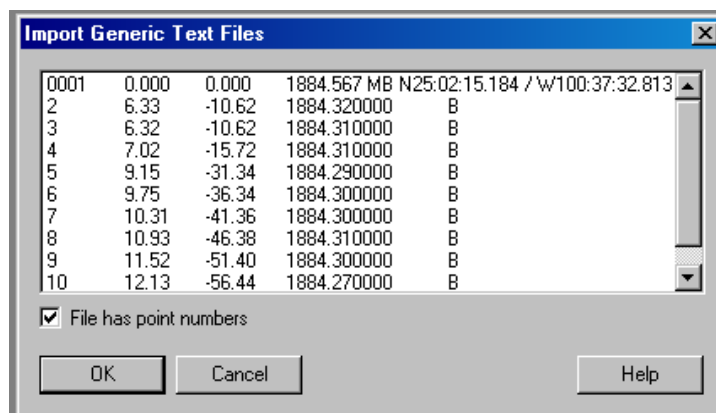 Import Generic Text Files
0001 0.000 0.000 1884.567 MB N25:02:15.184 / W100:37:32.813
2 6.33 -10.62 1884.320000 B
3 6.32 -10.62 1884.310000 B
4 7.02 -15.72 1884.310000 B
5 9.15 -31.34 1884.290000 B
6 9.75 -36.34 1884.300000 B
7 10.31 -41.36 1884.300000 B
8 10.93 -46.38 1884.310000 B
9 11.52 -51.40 1884.300000 B
10 12.13 -56.44 1884.270000 B
File has point numbers
OK Cancel Help